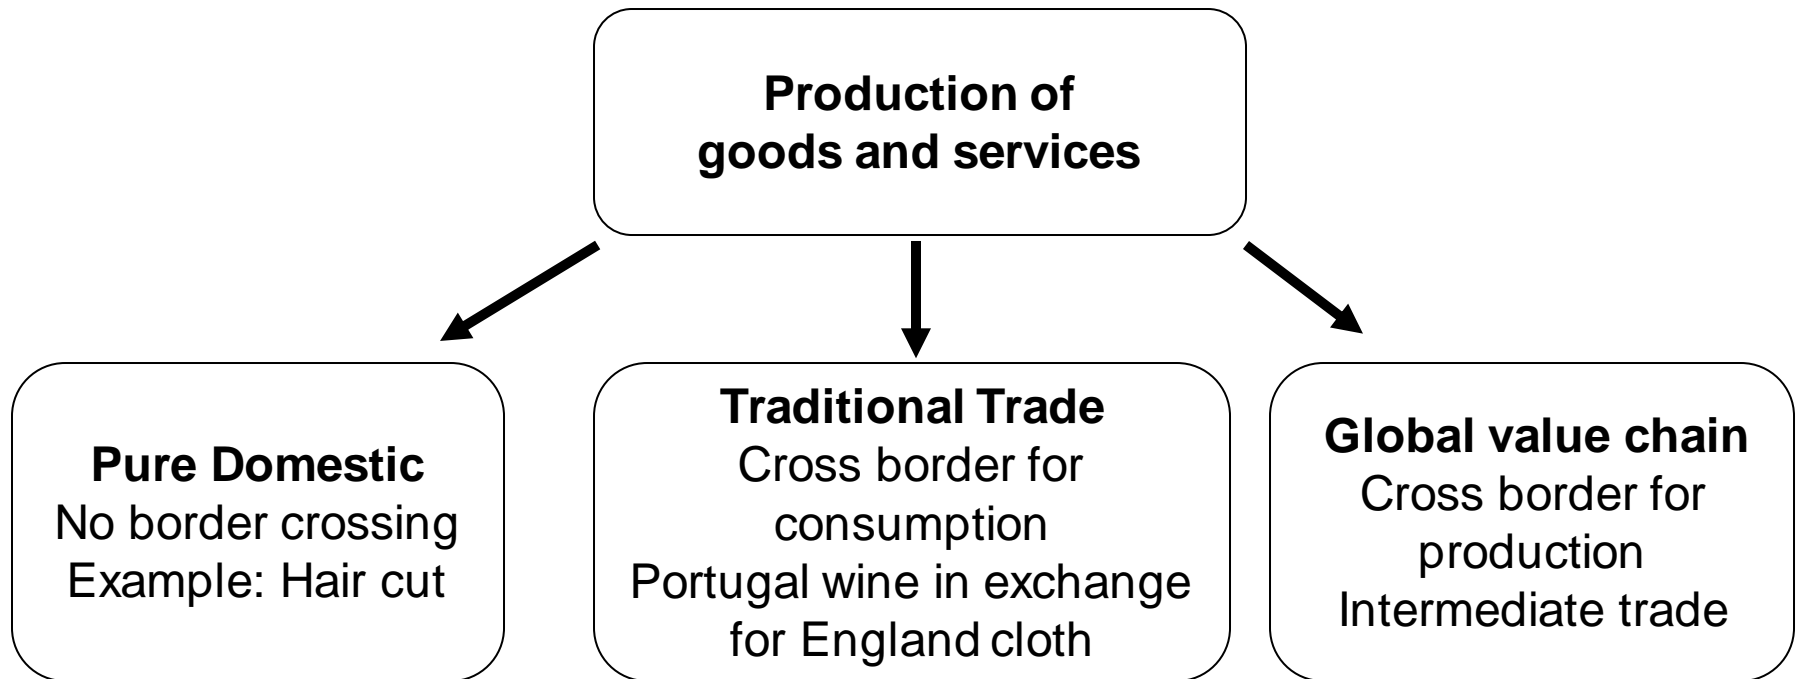 Production of
goods and services
Pure Domestic
No border crossing
Example: Hair cut
Traditional Trade
Cross border for
consumption
Portugal wine in exchange
for England cloth
Global value chain
Cross border for
production
Intermediate trade